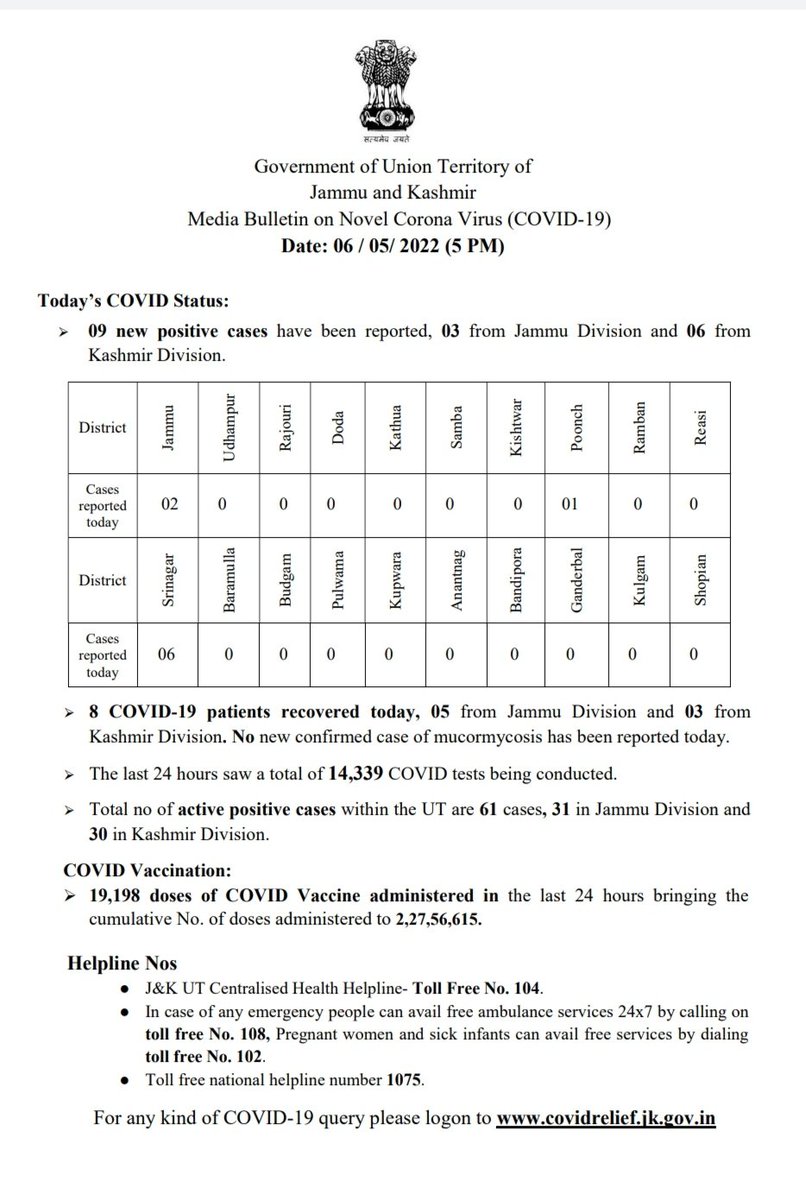 सत्यमेव जयते
Government of Union Territory of
Jammu and Kashmir
Media Bulletin on Novel Corona Virus (COVID-19)
Date: 06 / 05/ 2022 (5 PM)
Today’s COVID Status:
➢ 09 new positive cases have been reported, 03 from Jammu Division and 06 from
Kashmir Division.
District Jammu Udhampur Rajouri Doda Kathua Samba Kishtwar Poonch Ramban Reasi
Cases
reported
today 02 0 0 0 0 0 0 01 0 0
District Srinagar Baramulla Budgam Pulwama Kupwara Anantnag Bandipora Ganderbal Kulgam Shopian
Cases
reported
today 06 0 0 0 0 0 0 0 0 0
➢ 8 COVID-19 patients recovered today, 05 from Jammu Division and 03 from
Kashmir Division. No new confirmed case of mucormycosis has been reported today.
➢ The last 24 hours saw a total of 14,339 COVID tests being conducted.
➢ Total no of active positive cases within the UT are 61 cases, 31 in Jammu Division and
30 in Kashmir Division.
COVID Vaccination:
➢ 19,198 doses of COVID Vaccine administered in the last 24 hours bringing the
cumulative No. of doses administered to 2,27,56,615.
Helpline Nos
● J&K UT Centralised Health Helpline- Toll Free No. 104.
● In case of any emergency people can avail free ambulance services 24x7 by calling on
toll free No. 108, Pregnant women and sick infants can avail free services by dialing
toll free No. 102.
● Toll free national helpline number 1075.
For any kind of COVID-19 query please logon to www.covidrelief.jk.gov.in